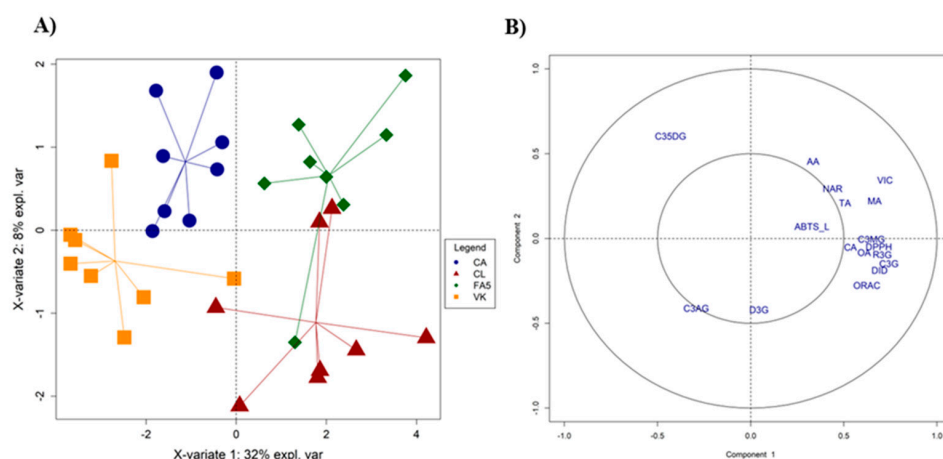 A)
B)
2
1
0
-1
-2
-2
0
2
4
X-variate 2: 8% expl. var
X-variate 1: 32% expl. var
Legend
CA
CL
FA5
VK
1.0
0.5
0.0
-0.5
-1.0
-1.0
-0.5
0.0
0.5
1.0
Component 2
Component 1
C35DG
AA
VIC
NAR
MA
TA
ABTS_L
C3MG
CA
DPPH
OA
R3G
C3G
DID
ORAC
C3AG
D3G